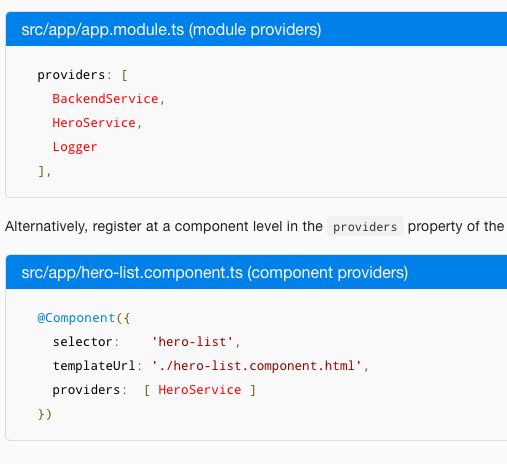 src/app/app.module.ts (module providers)
providers: [
  BackendService,
  HeroService,
  Logger
],
Alternatively, register at a component level in the providers property of the
src/app/hero-list.component.ts (component providers)
@Component({
  selector:    'hero-list',
  templateUrl: './hero-list.component.html',
  providers:  [ HeroService ]
})